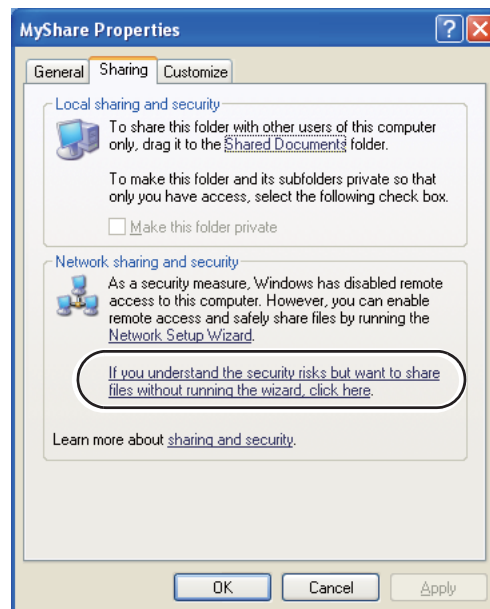 MyShare Properties
General Sharing Customize
Local sharing and security
To share this folder with other users of this computer
only, drag it to the Shared Documents folder.
To make this folder and its subfolders private so that
only you have access, select the following check box.
Make this folder private
Network sharing and security
As a security measure, Windows has disabled remote
access to this computer. However, you can enable
remote access and safely share files by running the
Network Setup Wizard.
If you understand the security risks but want to share
files without running the wizard, click here.
Learn more about sharing and security.
OK Cancel Apply